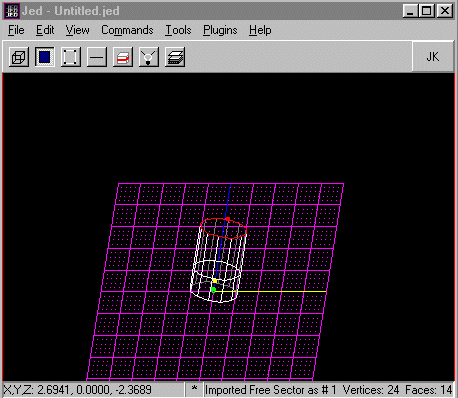 Jed - Untitled.jed
File Edit View Commands Tools Plugins Help
JK
X,Y,Z: 2.6941, 0.0000, -2.3689 * Imported Free Sector as # 1 Vertices: 24 Faces: 14